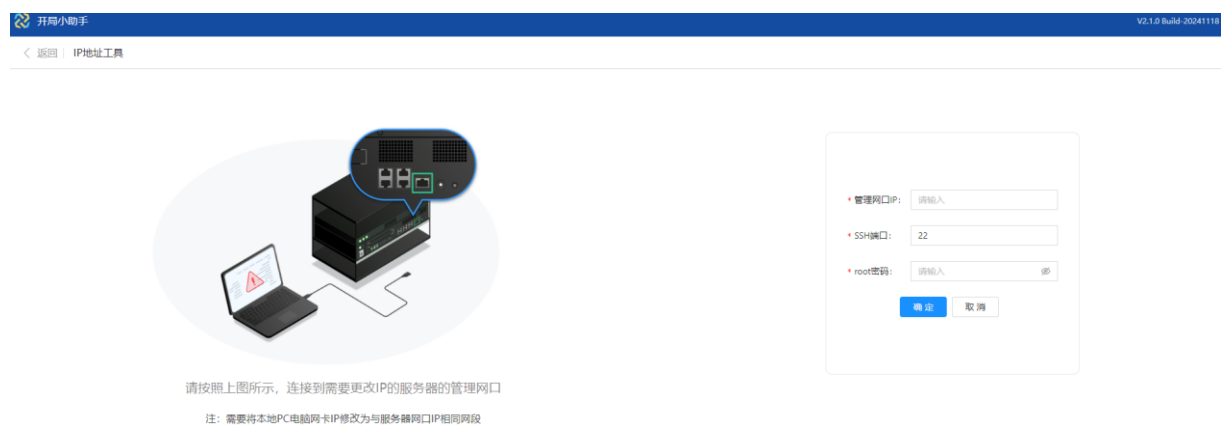 开局小助手
V2.1.0 Build-20241118
返回 IP地址工具
* 管理网口IP: 请输入
* SSH端口: 22
* root密码: 请输入
确定 取消
请按照上图所示，连接到需要更改IP的服务器的管理网口
注：需要将本地PC电脑网卡IP修改为与服务器网口IP相同网段